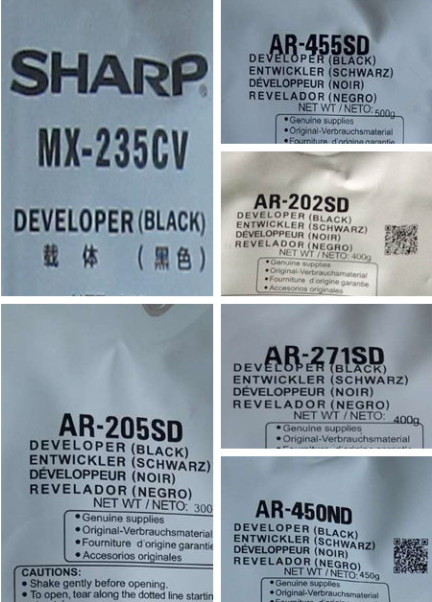 SHARP®
MX-235CV
DEVELOPER (BLACK)
载 体 (黑色)
AR-455SD
DEVELOPER (BLACK)
ENTWICKLER (SCHWARZ)
DÉVELOPPEUR (NOIR)
REVELADOR (NEGRO)
NET WT / NETO: 500g
• Genuine supplies
• Original-Verbrauchsmaterial
• Fourniture d'origine garantie
AR-202SD
DEVELOPER (BLACK)
ENTWICKLER (SCHWARZ)
DÉVELOPPEUR (NOIR)
REVELADOR (NEGRO)
NET WT / NETO: 400g
• Genuine supplies
• Original-Verbrauchsmaterial
• Fourniture d'origine garantie
• Accesorios originales
AR-205SD
DEVELOPER (BLACK)
ENTWICKLER (SCHWARZ)
DÉVELOPPEUR (NOIR)
REVELADOR (NEGRO)
NET WT / NETO: 300
• Genuine supplies
• Original-Verbrauchsmaterial
• Fourniture d'origine garantie
• Accesorios originales
CAUTIONS:
• Shake gently before opening.
• To open, tear along the dotted line
AR-271SD
DEVELOPER (BLACK)
ENTWICKLER (SCHWARZ)
DÉVELOPPEUR (NOIR)
REVELADOR (NEGRO)
NET WT / NETO: 400g
• Genuine supplies
• Original-Verbrauchsmaterial
AR-450ND
DEVELOPER (BLACK)
ENTWICKLER (SCHWARZ)
DÉVELOPPEUR (NOIR)
REVELADOR (NEGRO)
NET WT / NETO: 450g
• Genuine supplies
• Original-Verbrauchsmaterial